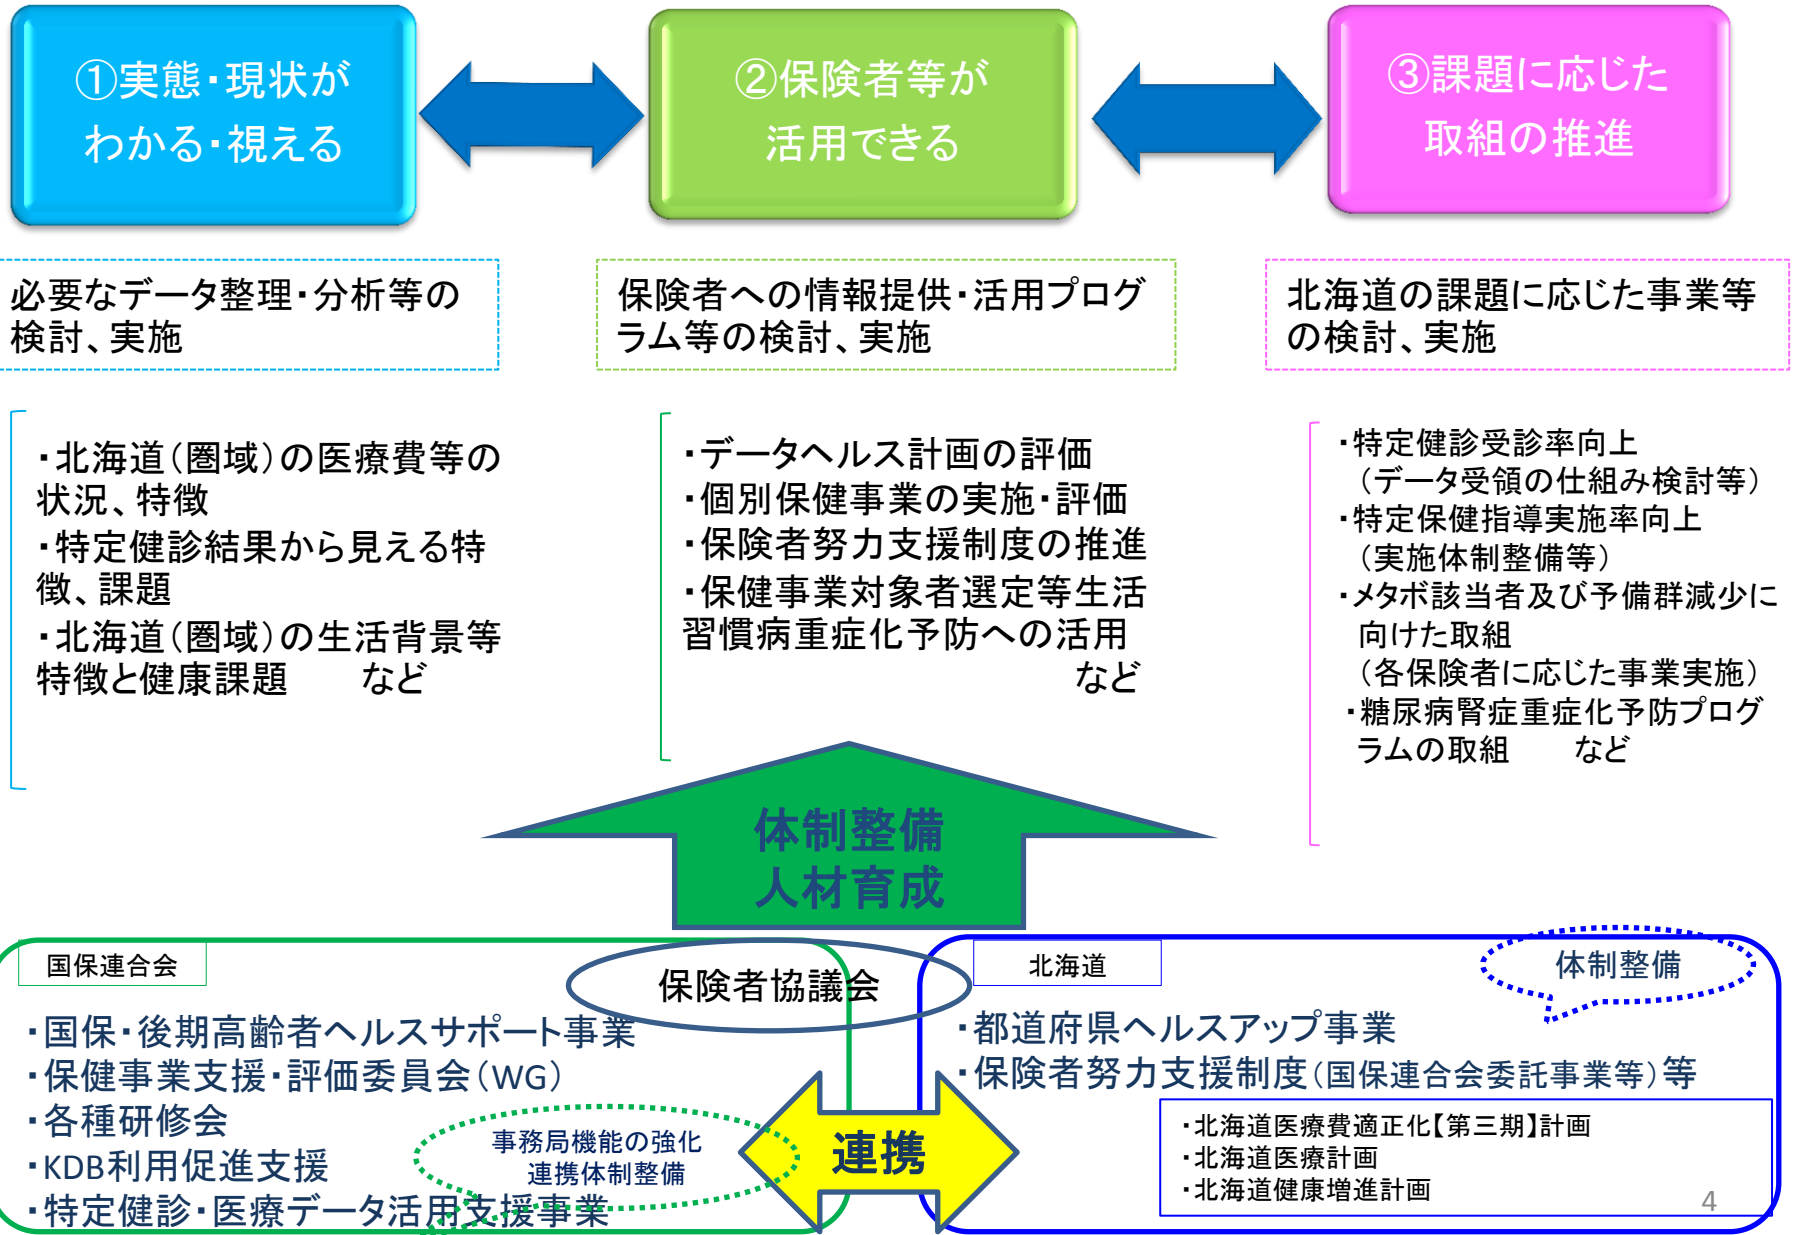 ①実態・現状が
わかる・視える
②保険者等が
活用できる
③課題に応じた
取組の推進
必要なデータ整理・分析等の
検討、実施
保険者への情報提供・活用プログ
ラム等の検討、実施
北海道の課題に応じた事業等
の検討、実施
・北海道(圏域)の医療費等の
状況、特徴
・特定健診結果から見える特
徴、課題
・北海道(圏域)の生活背景等
特徴と健康課題　　など
・データヘルス計画の評価
・個別保健事業の実施・評価
・保険者努力支援制度の推進
・保健事業対象者選定等生活
習慣病重症化予防への活用
など
・特定健診受診率向上
（データ受領の仕組み検討等）
・特定保健指導実施率向上
（実施体制整備等）
・メタボ該当者及び予備群減少に
向けた取組
（各保険者に応じた事業実施）
・糖尿病腎症重症化予防プログ
ラムの取組　　など
体制整備
人材育成
国保連合会
保険者協議会
北海道
体制整備
・国保・後期高齢者ヘルスサポート事業
・保健事業支援・評価委員会(WG)
・各種研修会
・KDB利用促進支援
・特定健診・医療データ活用支援事業
事務局機能の強化
連携体制整備
連携
・都道府県ヘルスアップ事業
・保険者努力支援制度(国保連合会委託事業等)等
・北海道医療費適正化【第三期】計画
・北海道医療計画
・北海道健康増進計画
4